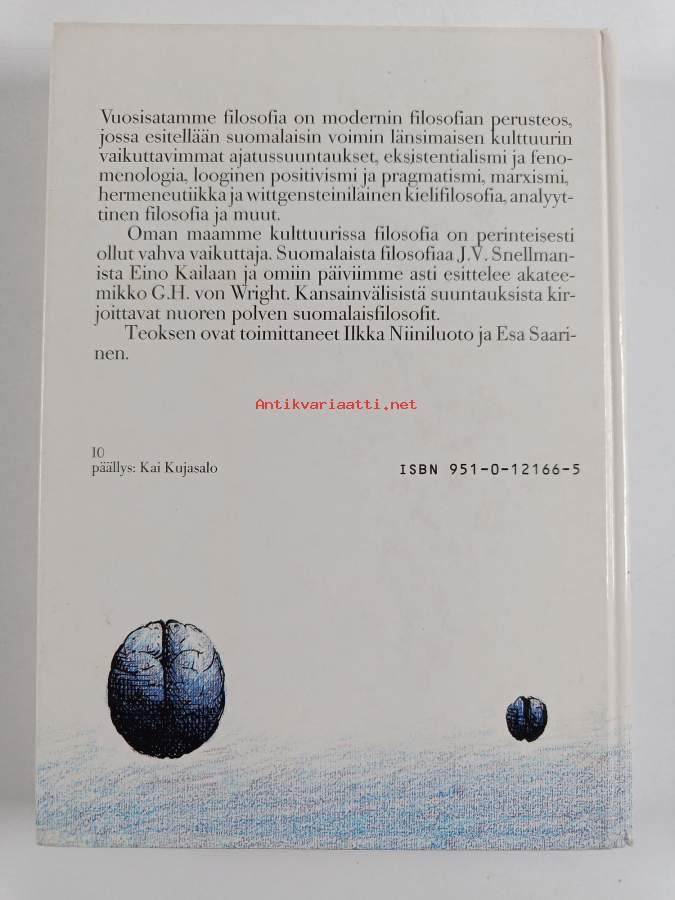 Vuosisatamme filosofia on modernin filosofian perusteos,
jossa esitellään suomalaisin voimin länsimaisen kulttuurin
vaikuttavimmat ajatussuuntaukset, eksistentialismi ja feno-
menologia, looginen positivismi ja pragmatismi, marxismi,
hermeneutiikka ja wittgensteiniläinen kielifilosofia, analyyt-
tinen filosofia ja muut.
Oman maamme kulttuurissa filosofia on perinteisesti
ollut vahva vaikuttaja. Suomalaista filosofiaa J.V. Snellman-
ista Eino Kailaan ja omiin päiviimme asti esittelee akatee-
mikko G.H. von Wright. Kansainvälisistä suuntauksista kir-
joittavat nuoren polven suomalaisfilosofit.
Teoksen ovat toimittaneet Ilkka Niiniluoto ja Esa Saari-
nen.
Antikvariaatti.net
10
päällys: Kai Kujasalo
ISBN 951-0-12166-5